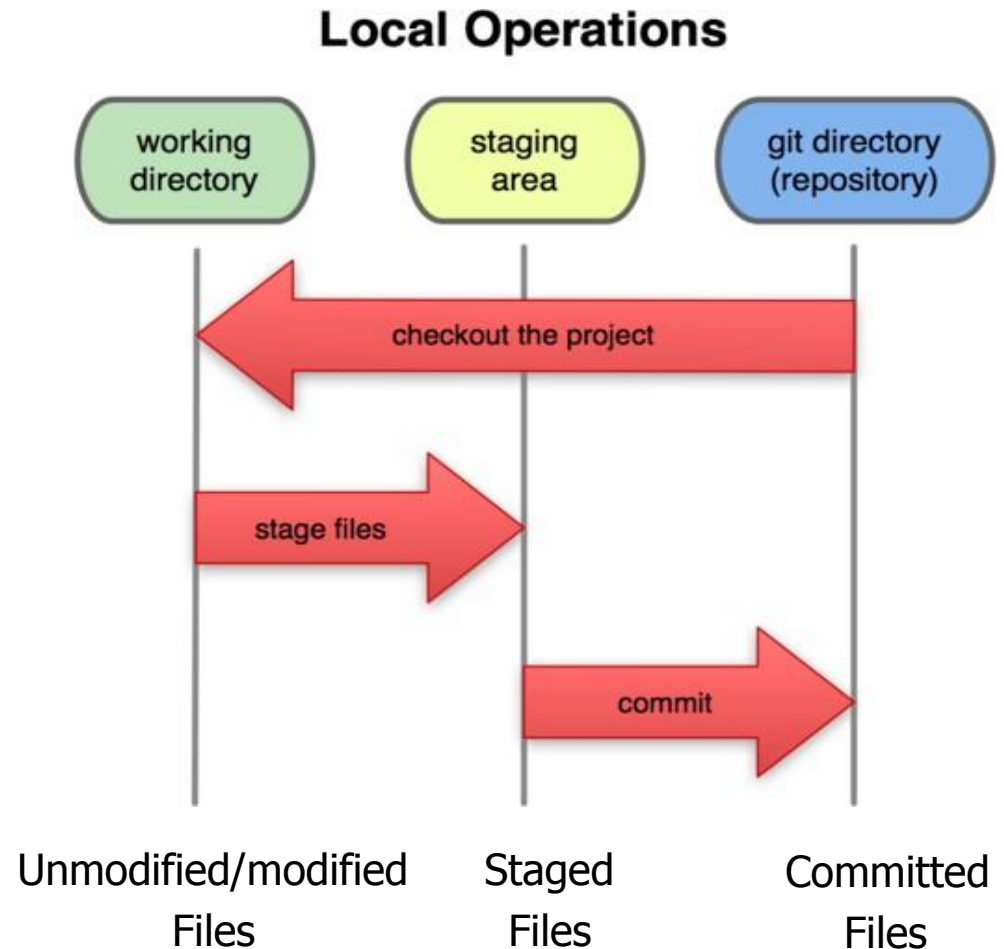 Local Operations
working
directory
staging
area
git directory
(repository)
checkout the project
stage files
commit
Unmodified/modified
Files
Staged
Files
Committed
Files